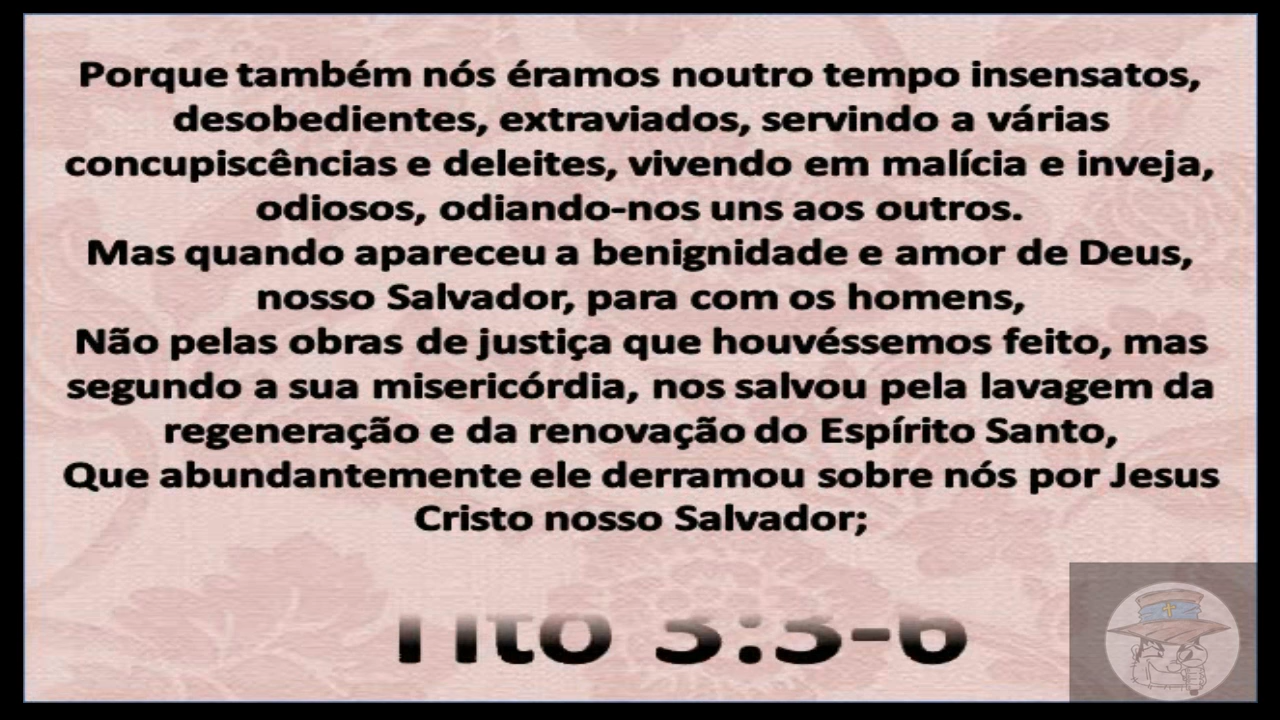 Porque também nós éramos noutro tempo insensatos,
desobedientes, extraviados, servindo a várias
concupiscências e deleites, vivendo em malícia e inveja,
odiosos, odiando-nos uns aos outros.
Mas quando apareceu a benignidade e amor de Deus,
nosso Salvador, para com os homens,
Não pelas obras de justiça que houvéssemos feito, mas
segundo a sua misericórdia, nos salvou pela lavagem da
regeneração e da renovação do Espírito Santo,
Que abundantemente ele derramou sobre nós por Jesus
Cristo nosso Salvador;
Tito 3:3-6